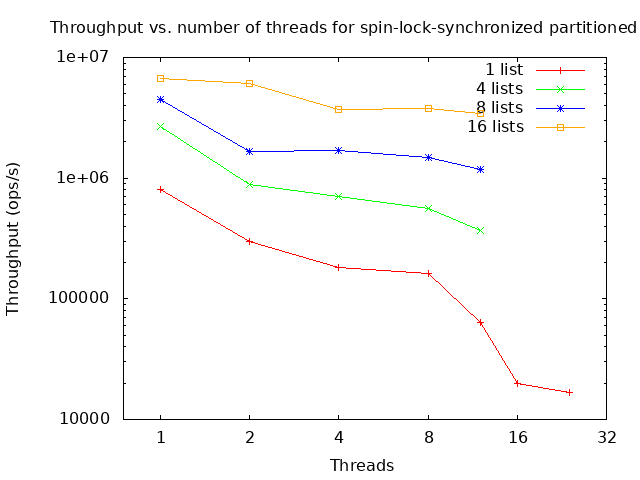 Throughput vs. number of threads for spin-lock-synchronized partitioned
1e+07
1e+06
100000
10000
Throughput (ops/s)
1 list
4 lists
8 lists
16 lists
1 2 4 8 16 32
Threads